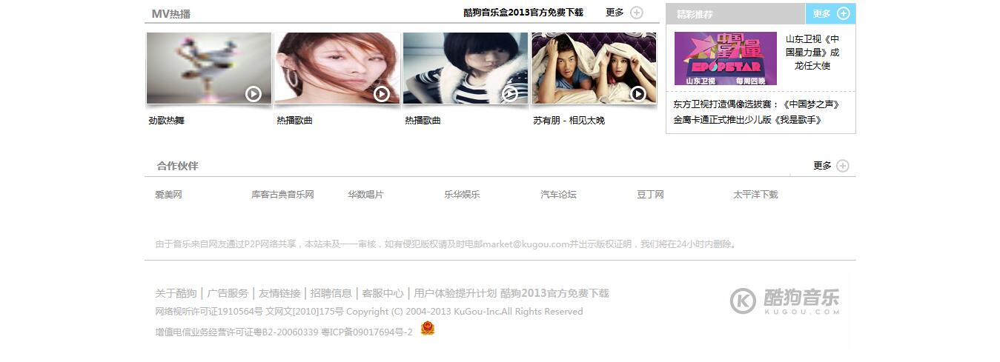 MV热播
酷狗音乐盒2013官方免费下载 更多
精彩推荐 更多
中国
星力量
CPOPSTAR
山东卫视 每周四晚
山东卫视《中
国星力量》成
龙任大使
劲歌热舞
热播歌曲
热播歌曲
苏有朋 - 相见太晚
东方卫视打造偶像选拔赛：《中国梦之声》
金鹰卡通正式推出少儿版《我是歌手》
合作伙伴 更多
爱美网 库客古典音乐网 华数唱片 乐华娱乐 汽车论坛 豆丁网 太平洋下载
由于音乐来自网友通过P2P网络共享，本站未及一一审核，如有侵犯版权请及时电邮market@kugou.com并出示版权证明，我们将在24小时内删除。
关于酷狗 | 广告服务 | 友情链接 | 招聘信息 | 客服中心 | 用户体验提升计划 酷狗2013官方免费下载
网络视听许可证1910564号 文网文[2010]175号 Copyright (C) 2004-2013 KuGou-Inc.All Rights Reserved
增值电信业务经营许可证粤B2-20060339 粤ICP备09017694号-2
K 酷狗音乐
KUGOU.COM